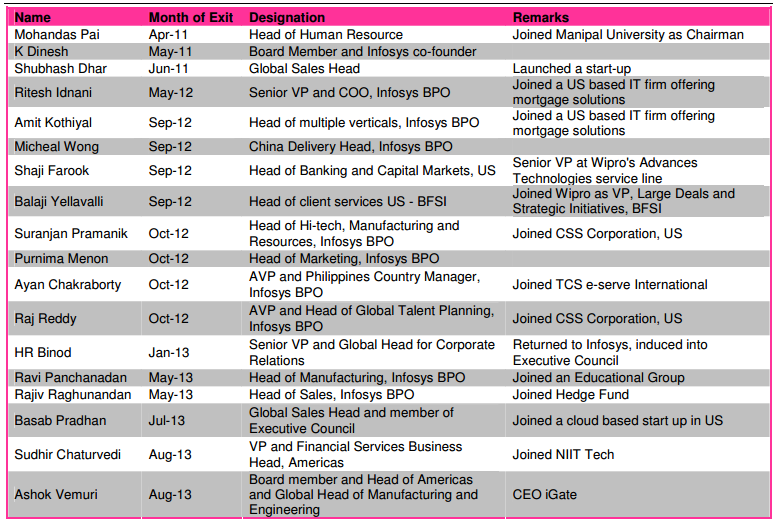 Name Month of Exit Designation Remarks
Mohandas Pai Apr-11 Head of Human Resource Joined Manipal University as Chairman
K Dinesh May-11 Board Member and Infosys co-founder
Shubhash Dhar Jun-11 Global Sales Head Launched a start-up
Ritesh Idnani May-12 Senior VP and COO, Infosys BPO Joined a US based IT firm offering
mortgage solutions
Amit Kothiyal Sep-12 Head of multiple verticals, Infosys BPO Joined a US based IT firm offering
mortgage solutions
Micheal Wong Sep-12 China Delivery Head, Infosys BPO
Shaji Farook Sep-12 Head of Banking and Capital Markets, US Senior VP at Wipro's Advances
Technologies service line
Balaji Yellavalli Sep-12 Head of client services US - BFSI Joined Wipro as VP, Large Deals and
Strategic Initiatives, BFSI
Suranjan Pramanik Oct-12 Head of Hi-tech, Manufacturing and
Resources, Infosys BPO Joined CSS Corporation, US
Purnima Menon Oct-12 Head of Marketing, Infosys BPO
Ayan Chakraborty Oct-12 AVP and Philippines Country Manager,
Infosys BPO Joined TCS e-serve International
Raj Reddy Oct-12 AVP and Head of Global Talent Planning,
Infosys BPO Joined CSS Corporation, US
HR Binod Jan-13 Senior VP and Global Head for Corporate
Relations Returned to Infosys, induced into
Executive Council
Ravi Panchanadan May-13 Head of Manufacturing, Infosys BPO Joined an Educational Group
Rajiv Raghunandan May-13 Head of Sales, Infosys BPO Joined Hedge Fund
Basab Pradhan Jul-13 Global Sales Head and member of
Executive Council Joined a cloud based start up in US
Sudhir Chaturvedi Aug-13 VP and Financial Services Business
Head, Americas Joined NIIT Tech
Ashok Vemuri Aug-13 Board member and Head of Americas
and Global Head of Manufacturing and
Engineering CEO iGate